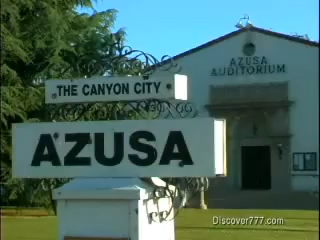 THE CANYON CITY
AZUSA
AZUSA
AUDITORIUM
Discover777.com